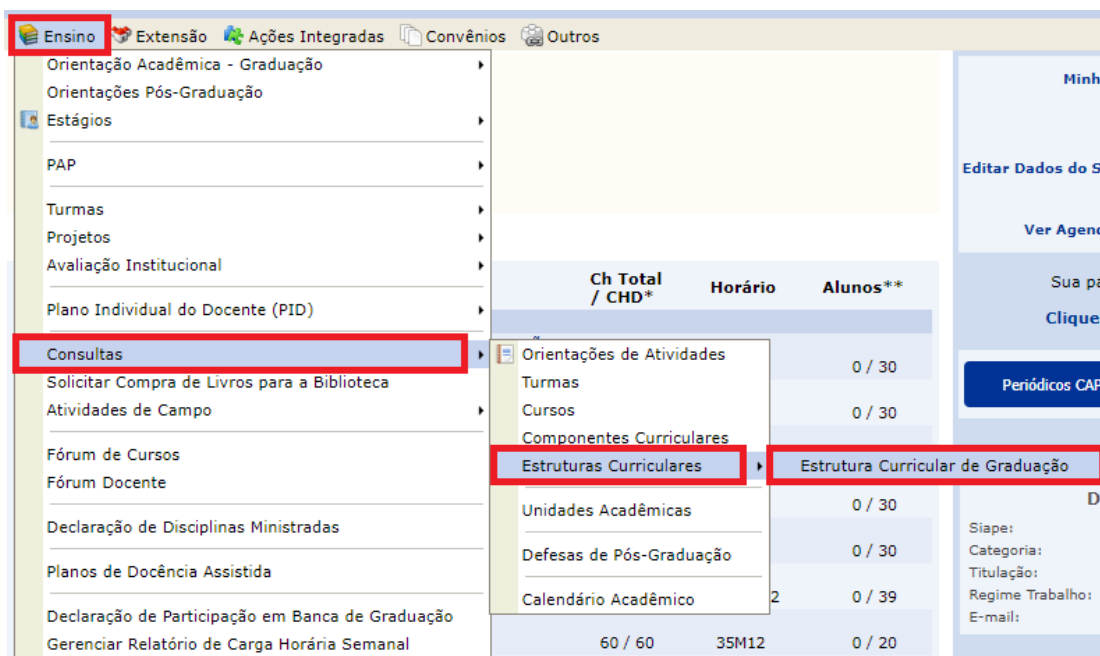 Ensino Extensão Ações Integradas Convênios Outros
Orientação Acadêmica - Graduação
Orientações Pós-Graduação
Estágios
PAP
Turmas
Projetos
Avaliação Institucional
Plano Individual do Docente (PID)
Consultas
Solicitar Compra de Livros para a Biblioteca
Atividades de Campo
Fórum de Cursos
Fórum Docente
Declaração de Disciplinas Ministradas
Planos de Docência Assistida
Declaração de Participação em Banca de Graduação
Gerenciar Relatório de Carga Horária Semanal
Orientações de Atividades
Turmas
Cursos
Componentes Curriculares
Estruturas Curriculares
Unidades Acadêmicas
Defesas de Pós-Graduação
Calendário Acadêmico
Estrutura Curricular de Graduação
Ch Total
/ CHD* Horário Alunos**
0 / 30
0 / 30
0 / 30
0 / 30
2 0 / 39
60 / 60 35M12 0 / 20
Minh
Editar Dados do S
Ver Agend
Sua pa
Clique
Periódicos CAP
D
Siape:
Categoria:
Titulação:
Regime Trabalho:
E-mail: